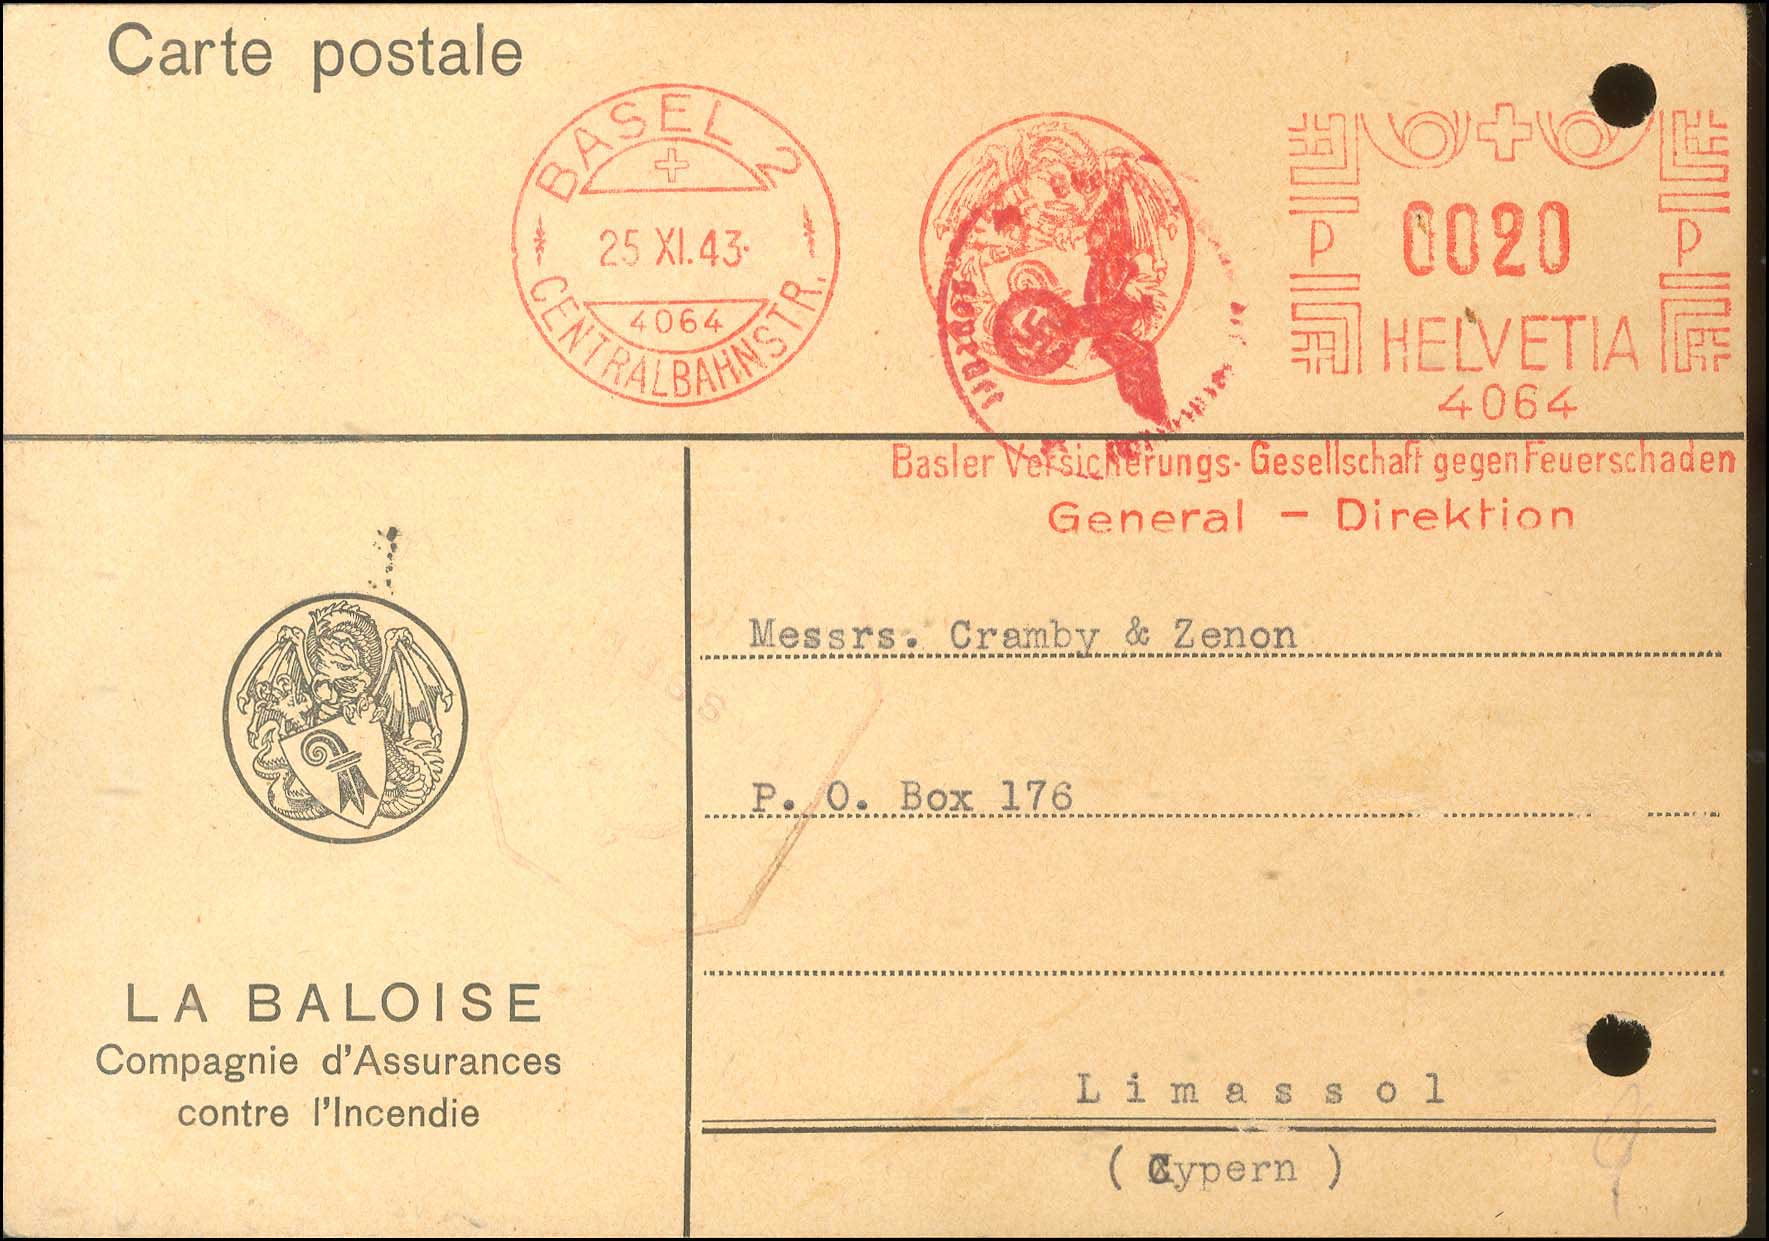 Carte postale
BASEL 2
25 XI. 43
4064
CENTRALBAHNSTR.
geprüft
P 0020 P
HELVETIA
4064
Basler Versicherungs-Gesellschaft gegen Feuerschaden
General - Direktion
Messrs. Cramby & Zenon
P. O. Box 176
LA BALOISE
Compagnie d'Assurances
contre l'Incendie
Limassol
( Cypern )